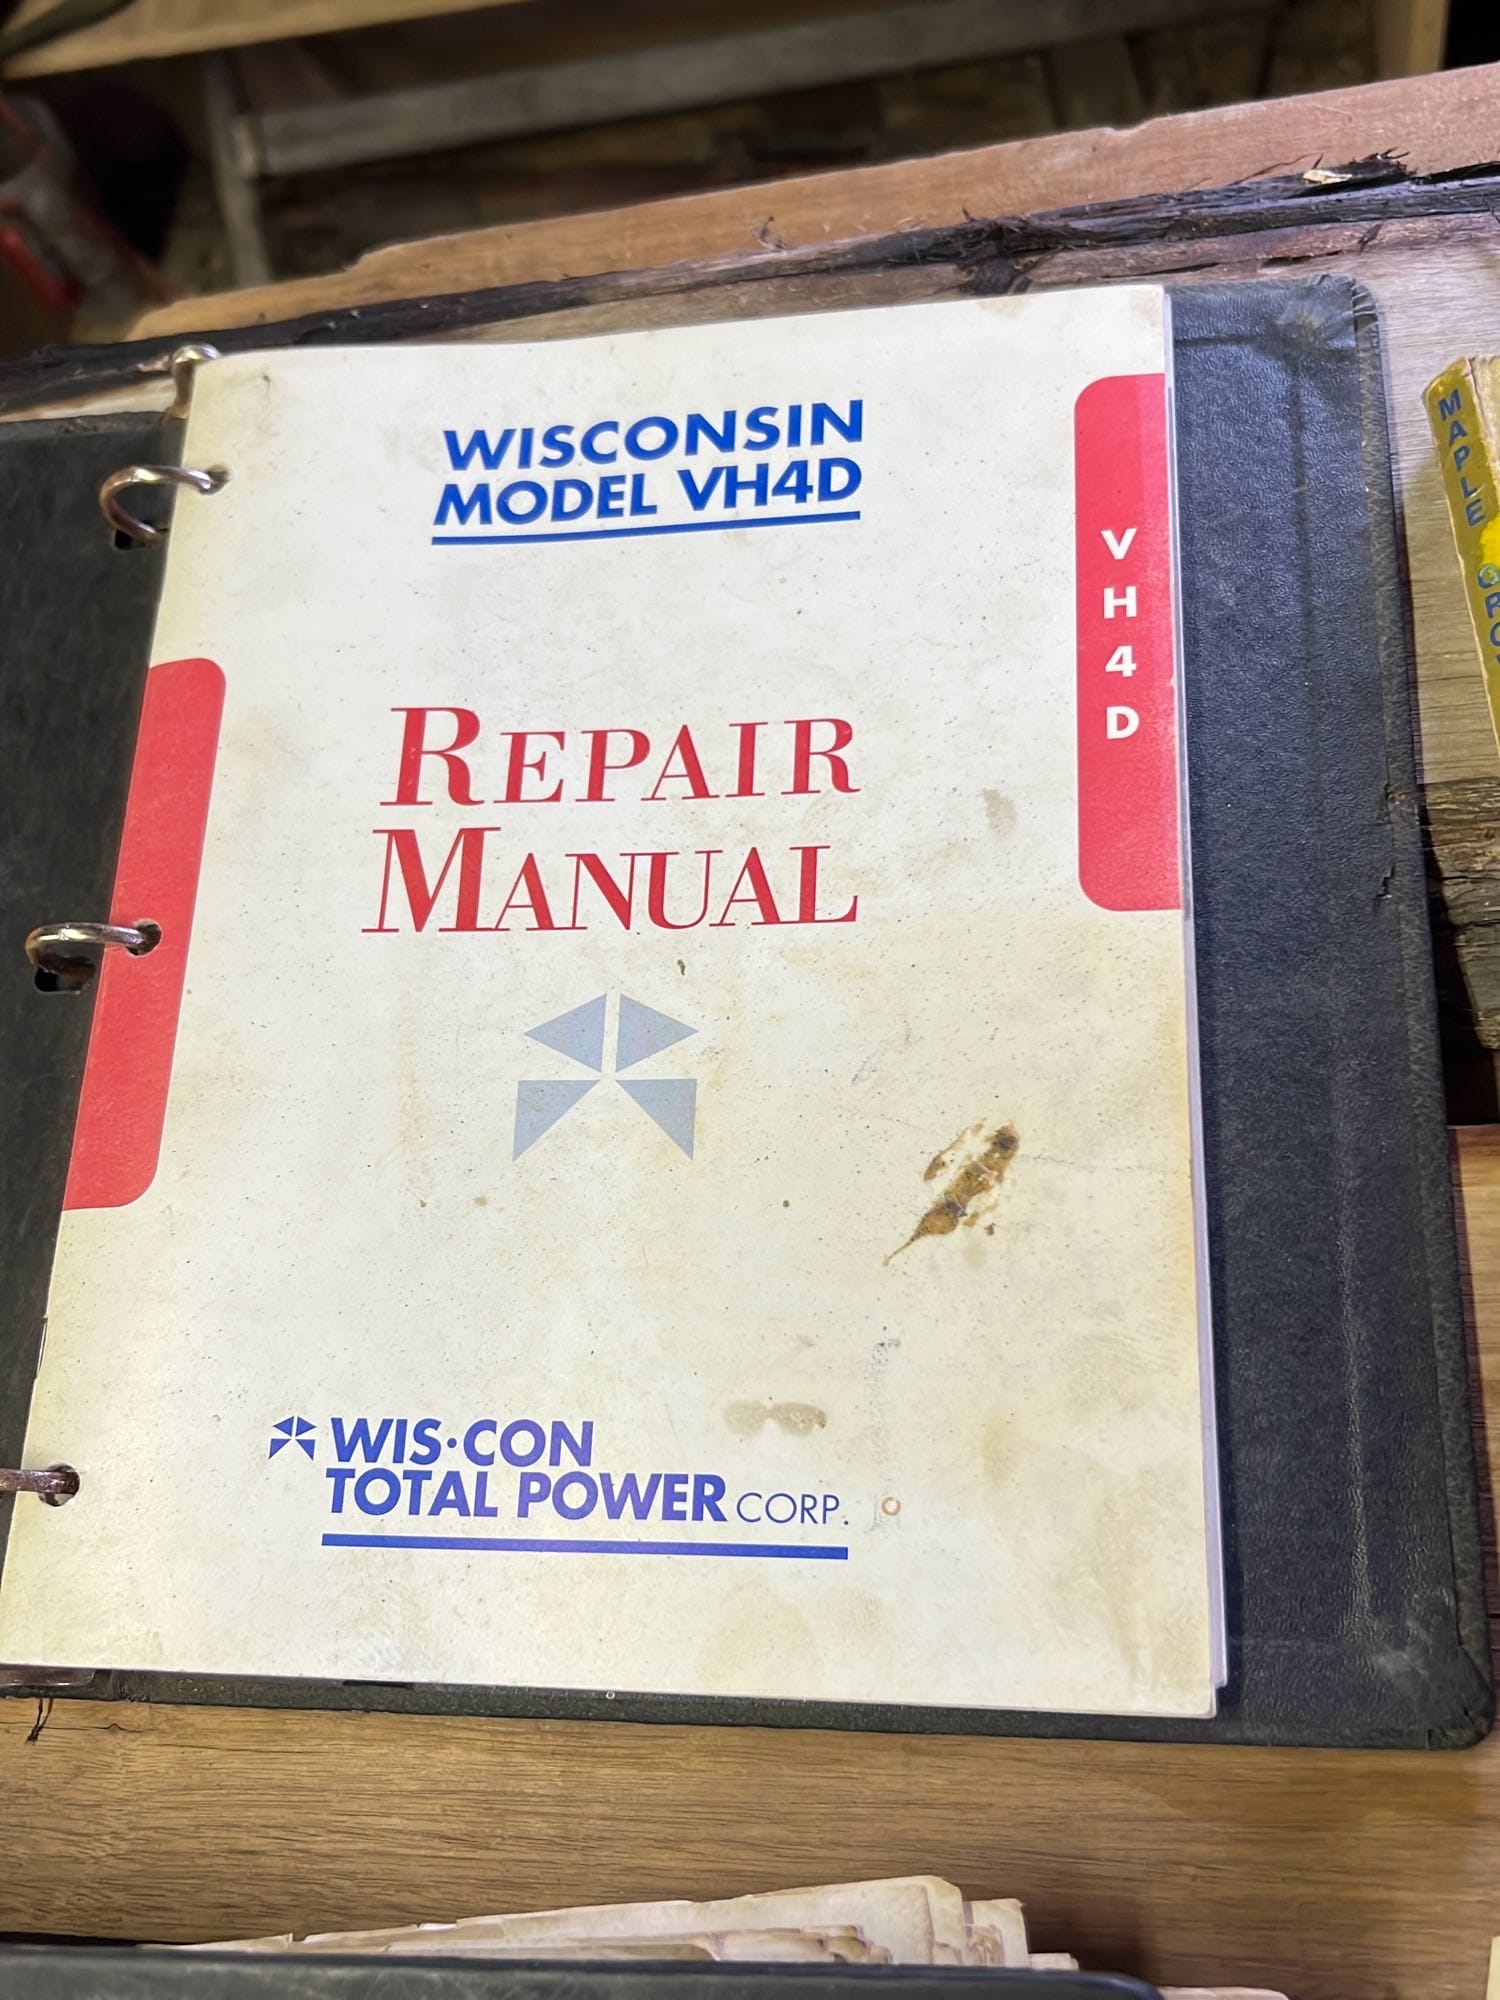 WISCONSIN
MODEL VH4D
VH4D
REPAIR
MANUAL
WIS·CON
TOTAL POWER CORP.
MAPLE